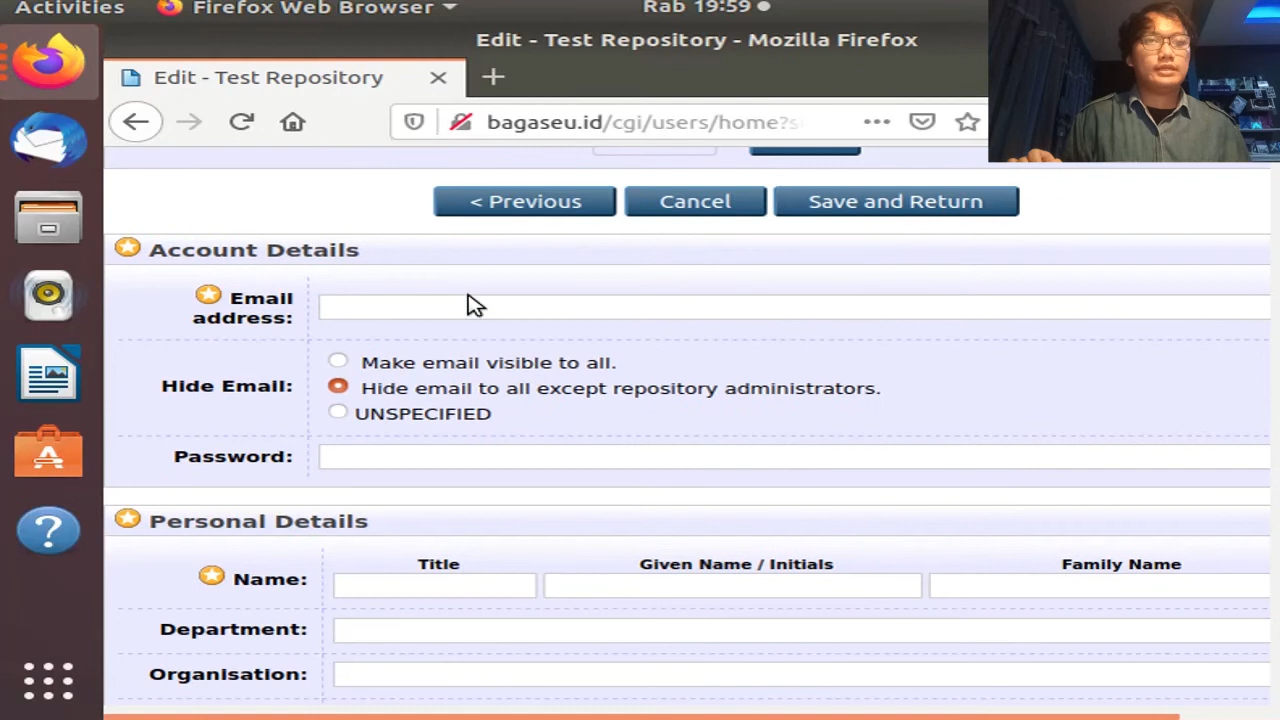 Activities Firefox Web Browser Rab 19:59
Edit - Test Repository - Mozilla Firefox
Edit - Test Repository
bagaseu.id/cgi/users/home?s
< Previous Cancel Save and Return
Account Details
Email
address:
Make email visible to all.
Hide Email:
Hide email to all except repository administrators.
UNSPECIFIED
Password:
Personal Details
Title Given Name / Initials Family Name
Name:
Department:
Organisation: